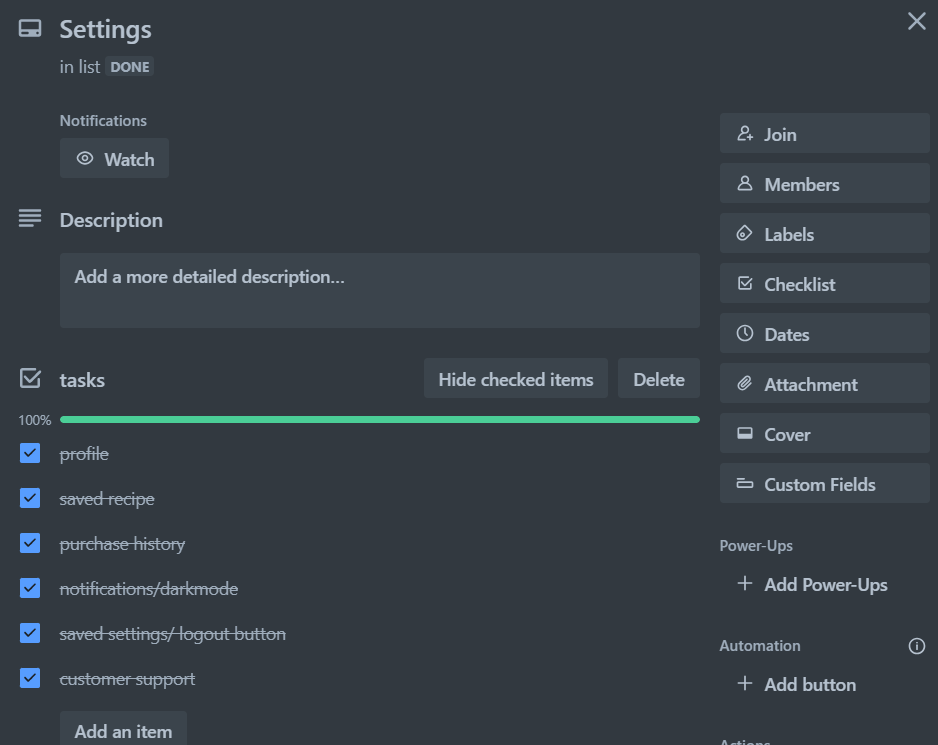 Settings
in list DONE
Notifications
Watch
Description
Add a more detailed description...
tasks
Hide checked items
Delete
100%
profile
saved recipe
purchase history
notifications/darkmode
saved settings/ logout button
customer support
Add an item
Join
Members
Labels
Checklist
Dates
Attachment
Cover
Custom Fields
Power-Ups
Add Power-Ups
Automation
Add button
Actions